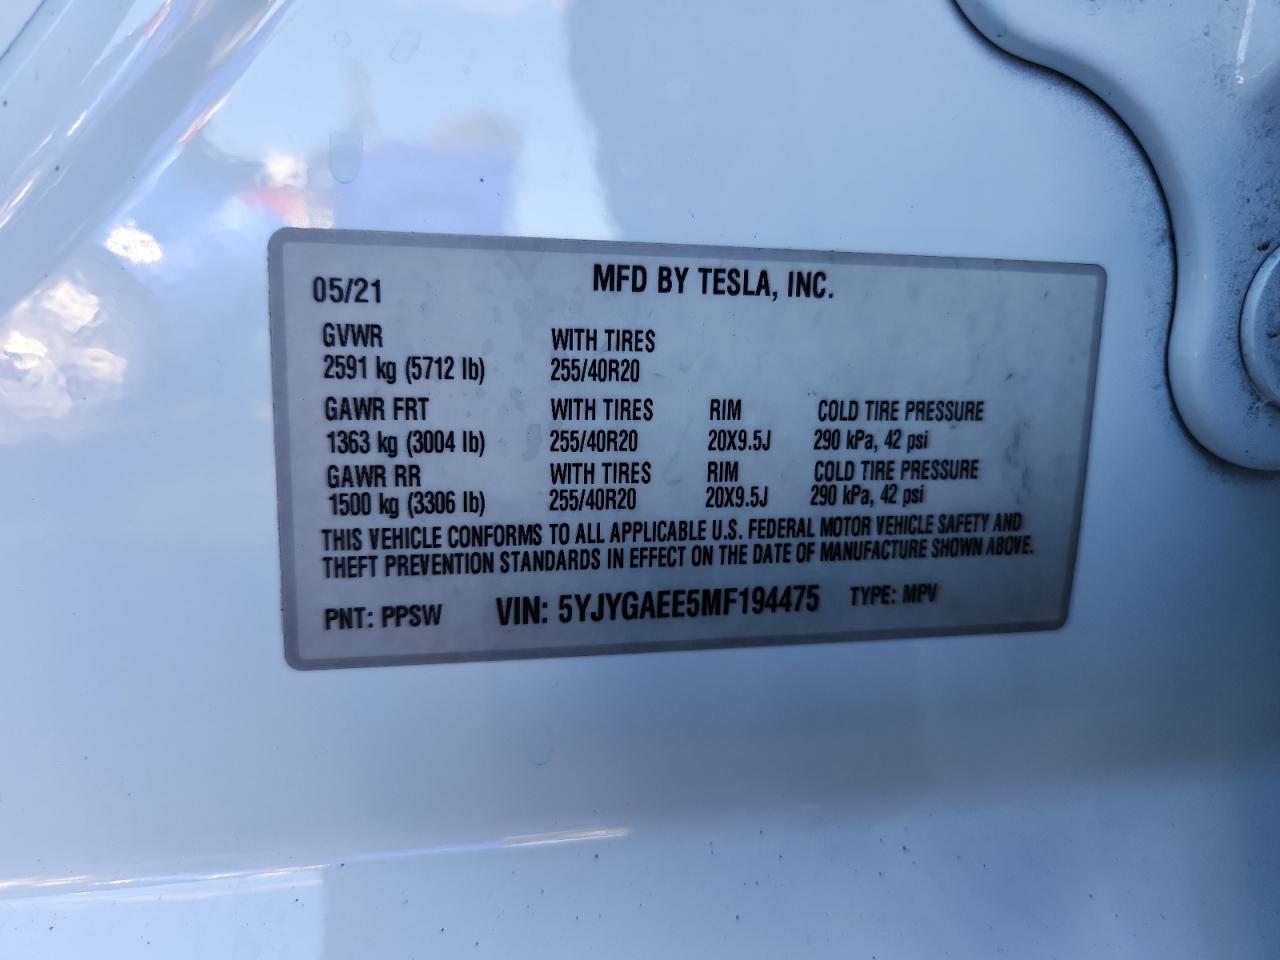 05/21 MFD BY TESLA, INC.
GVWR WITH TIRES
2591 kg (5712 lb) 255/40R20
GAWR FRT WITH TIRES RIM COLD TIRE PRESSURE
1363 kg (3004 lb) 255/40R20 20X9.5J 290 kPa, 42 psi
GAWR RR WITH TIRES RIM COLD TIRE PRESSURE
1500 kg (3306 lb) 255/40R20 20X9.5J 290 kPa, 42 psi
THIS VEHICLE CONFORMS TO ALL APPLICABLE U.S. FEDERAL MOTOR VEHICLE SAFETY AND
THEFT PREVENTION STANDARDS IN EFFECT ON THE DATE OF MANUFACTURE SHOWN ABOVE.
PNT: PPSW VIN: 5YJYGAEE5MF194475 TYPE: MPV